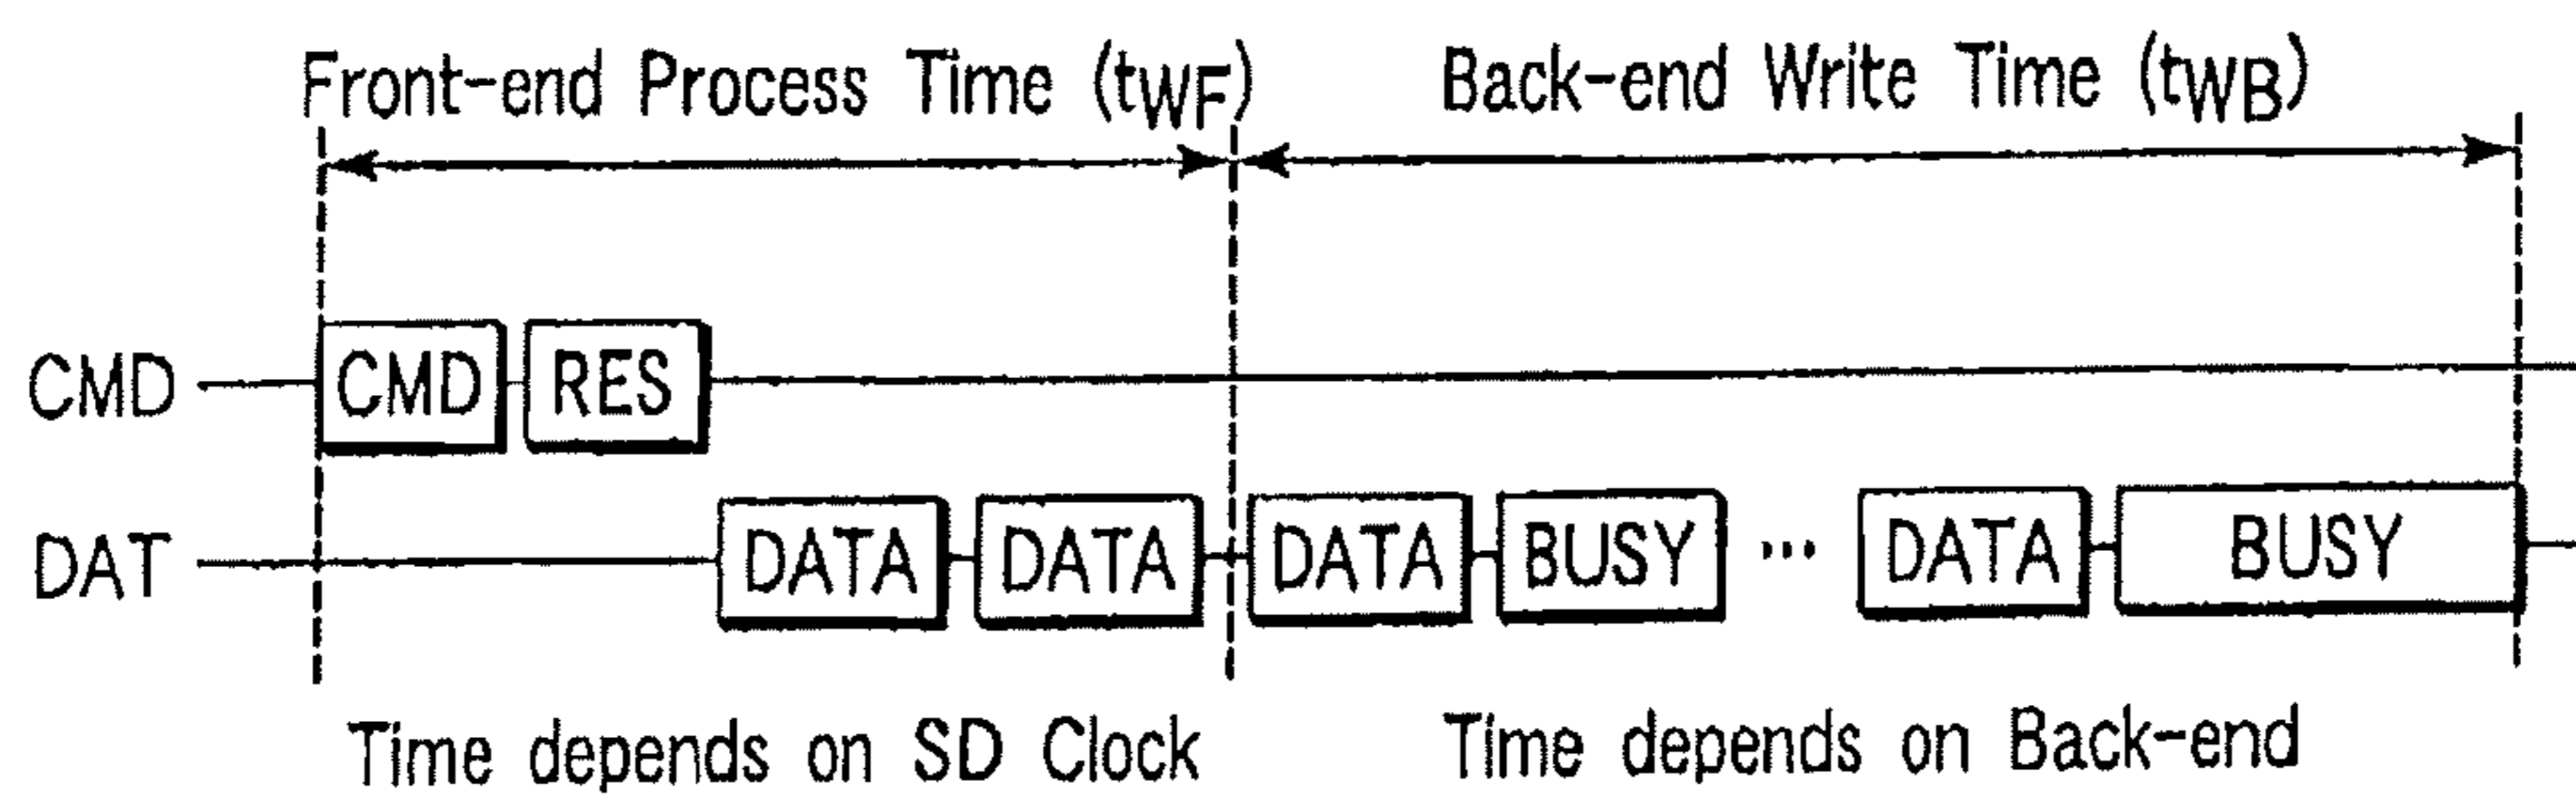 Front-end Process Time (tWF) Back-end Write Time (tWB)
CMD CMD RES
DAT DATA DATA DATA BUSY ... DATA BUSY
Time depends on SD Clock Time depends on Back-end